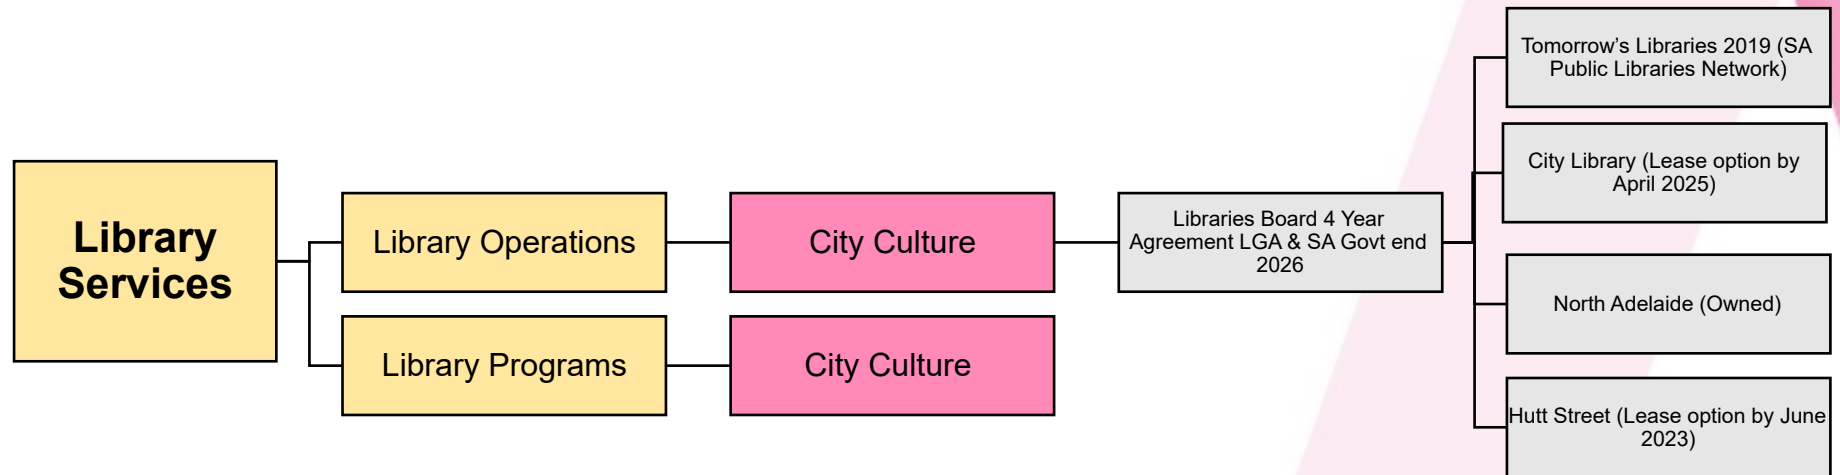 Library
Services
Library Operations
Library Programs
City Culture
City Culture
Libraries Board 4 Year
Agreement LGA & SA Govt end
2026
Tomorrow's Libraries 2019 (SA
Public Libraries Network)
City Library (Lease option by
April 2025)
North Adelaide (Owned)
Hutt Street (Lease option by June
2023)